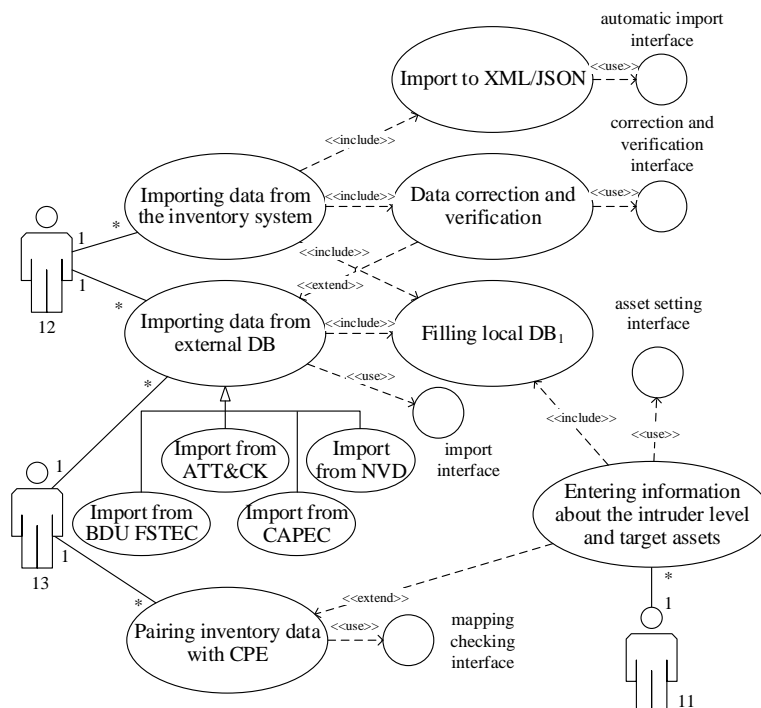 automatic import
interface
<<use>>
Import to XML/JSON
<<include>>
correction and
verification
interface
Importing data from
the inventory system
<<include>>
Data correction and
verification
<<use>>
1
*
<<include>>
1
*
<<extend>>
12
Importing data from
external DB
<<include>>
Filling local DB1
asset setting
interface
*
<<use>>
<<include>>
<<use>>
import
interface
Import from
ATT&CK
Import
from NVD
Import from
BDU FSTEC
Import from
CAPEC
1
1
13
*
Entering information
about the intruder level
and target assets
*
1
<<extend>>
Pairing inventory data
with CPE
<<use>>
mapping
checking
interface
11